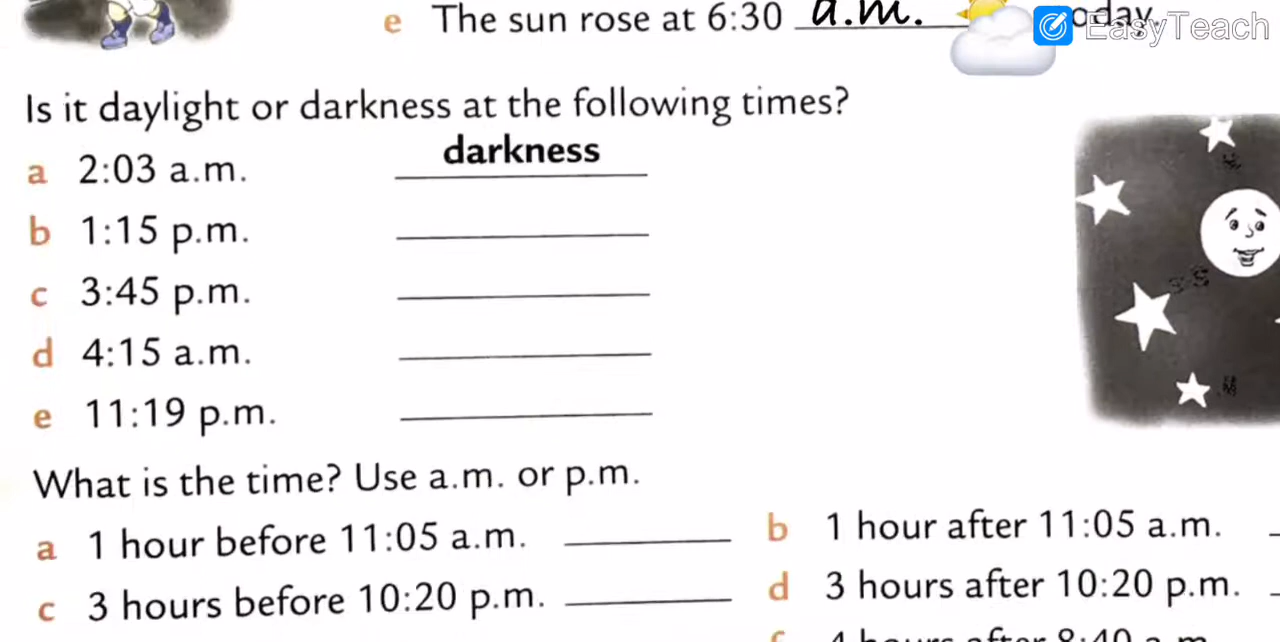 e The sun rose at 6:30 a.m.
EasyTeach
Is it daylight or darkness at the following times?
a 2:03 a.m. darkness
b 1:15 p.m.
c 3:45 p.m.
d 4:15 a.m.
e 11:19 p.m.
What is the time? Use a.m. or p.m.
a 1 hour before 11:05 a.m.
b 1 hour after 11:05 a.m.
c 3 hours before 10:20 p.m.
d 3 hours after 10:20 p.m.